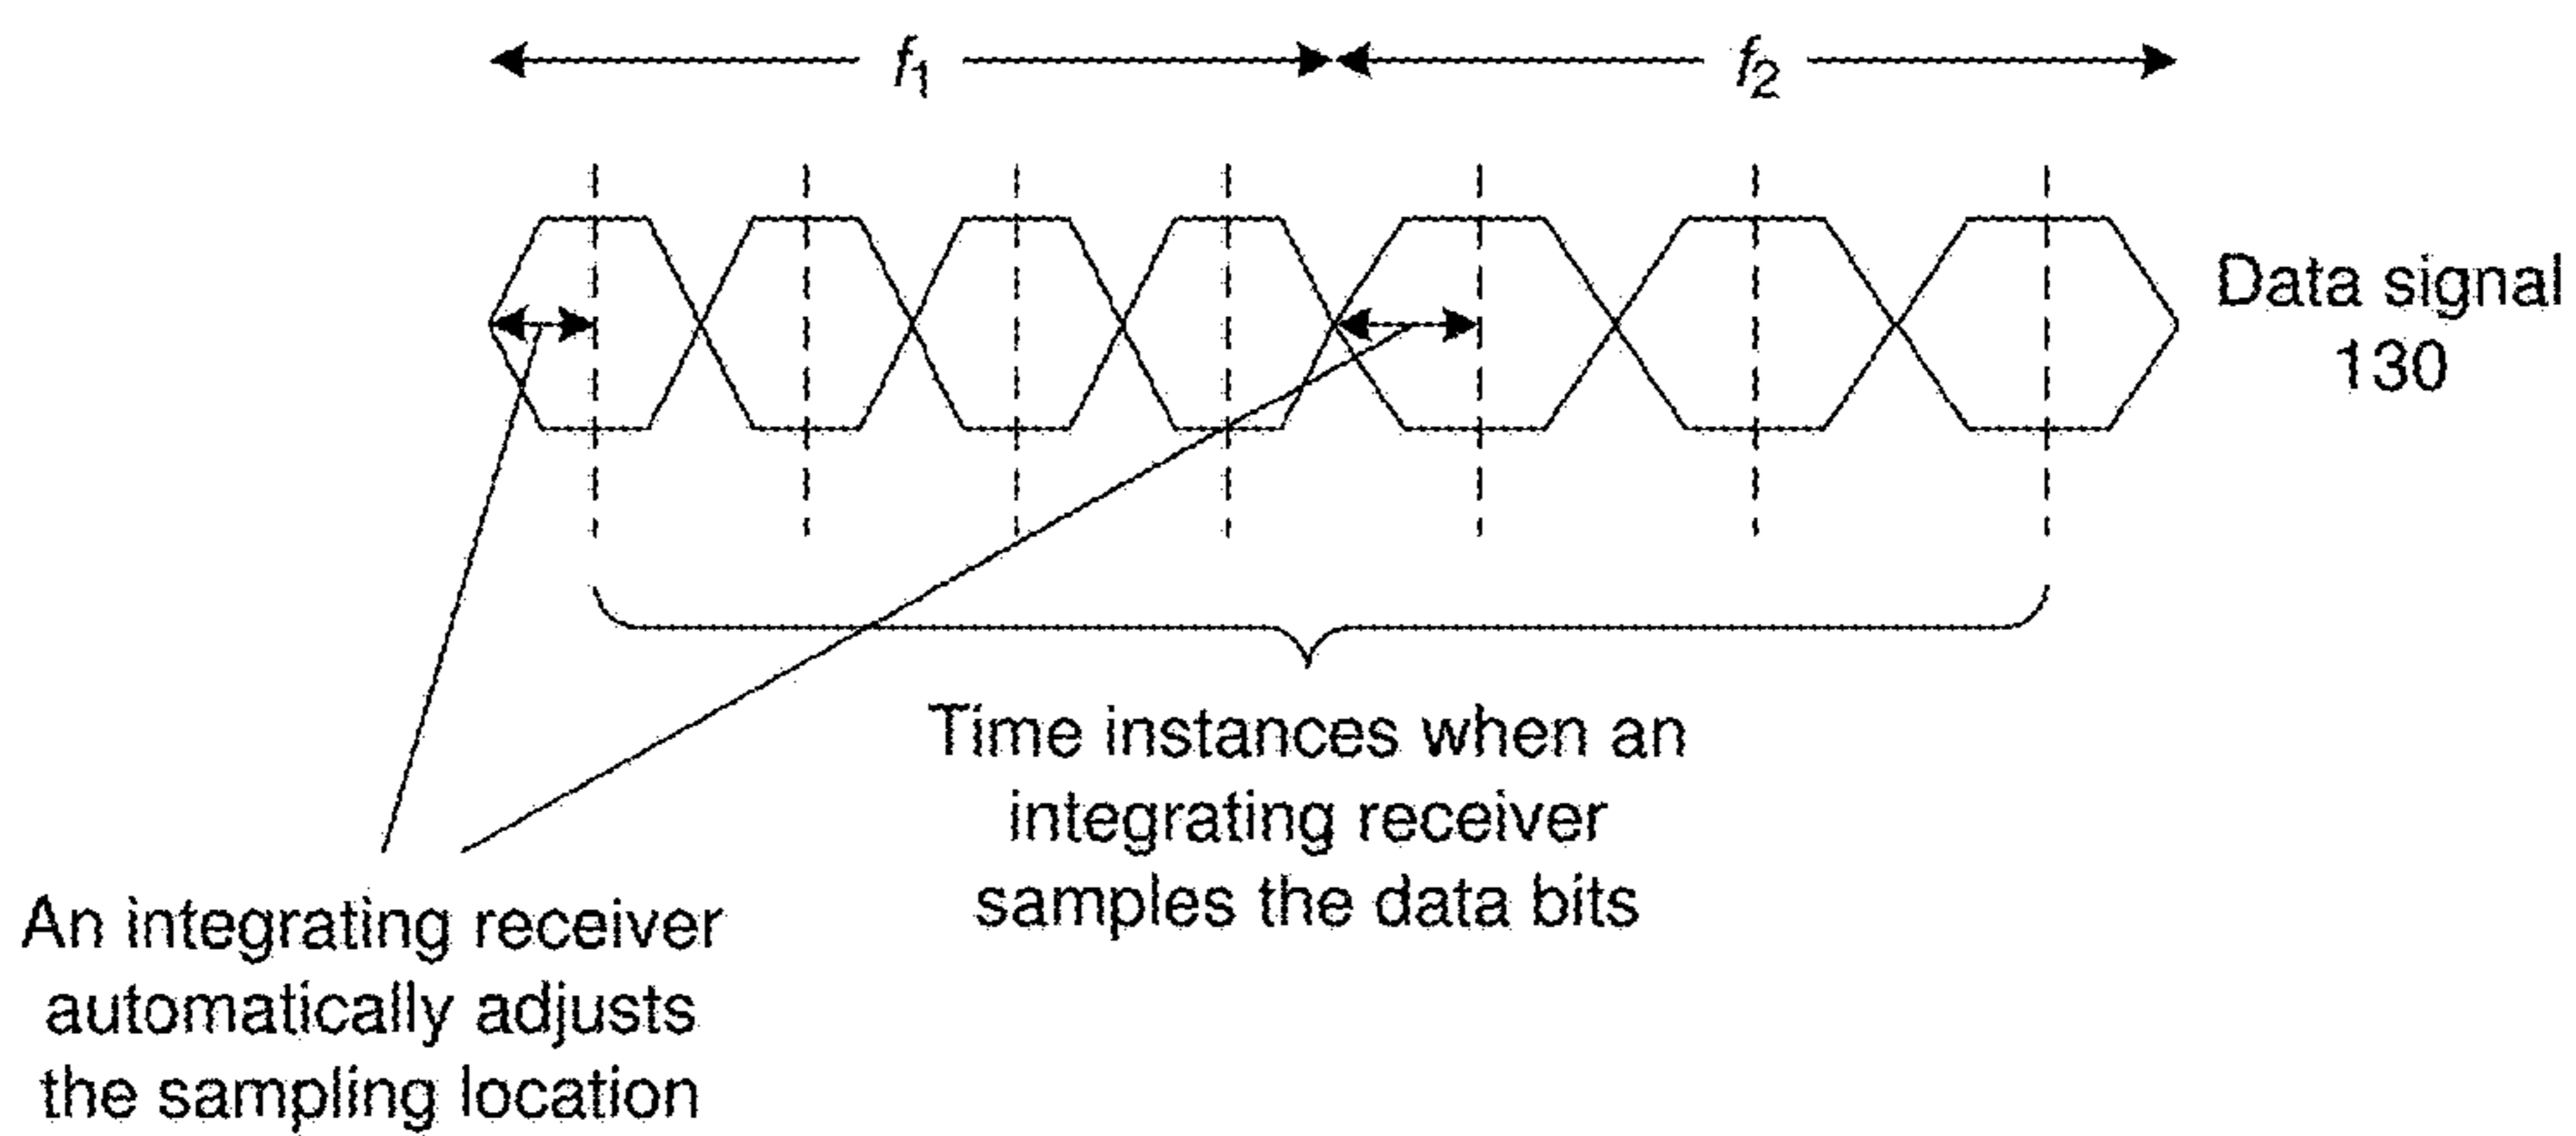 f1
f2
Data signal
130
Time instances when an
integrating receiver
samples the data bits
An integrating receiver
automatically adjusts
the sampling location